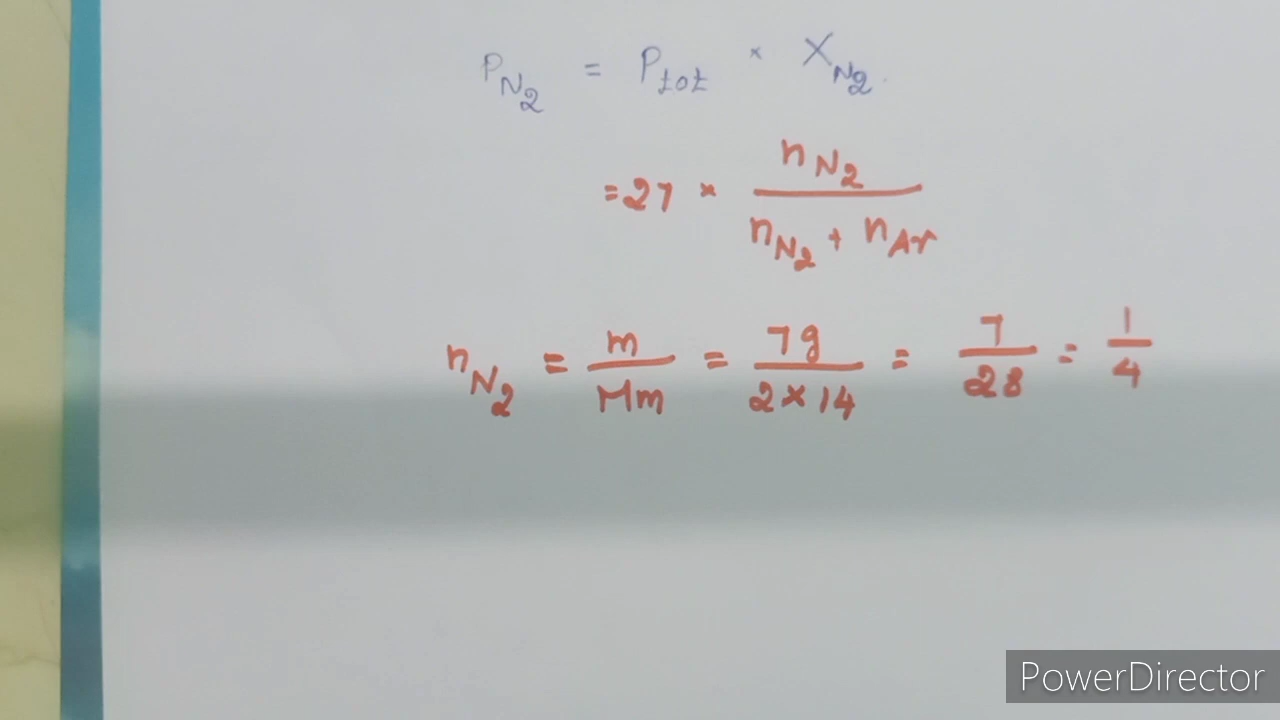 P_N2 = P_tot × X_N2.
= 27 × n_N2 / (n_N2 + n_Ar)
n_N2 = m / Mm = 7g / (2×14) = 7/28 = 1/4
PowerDirector